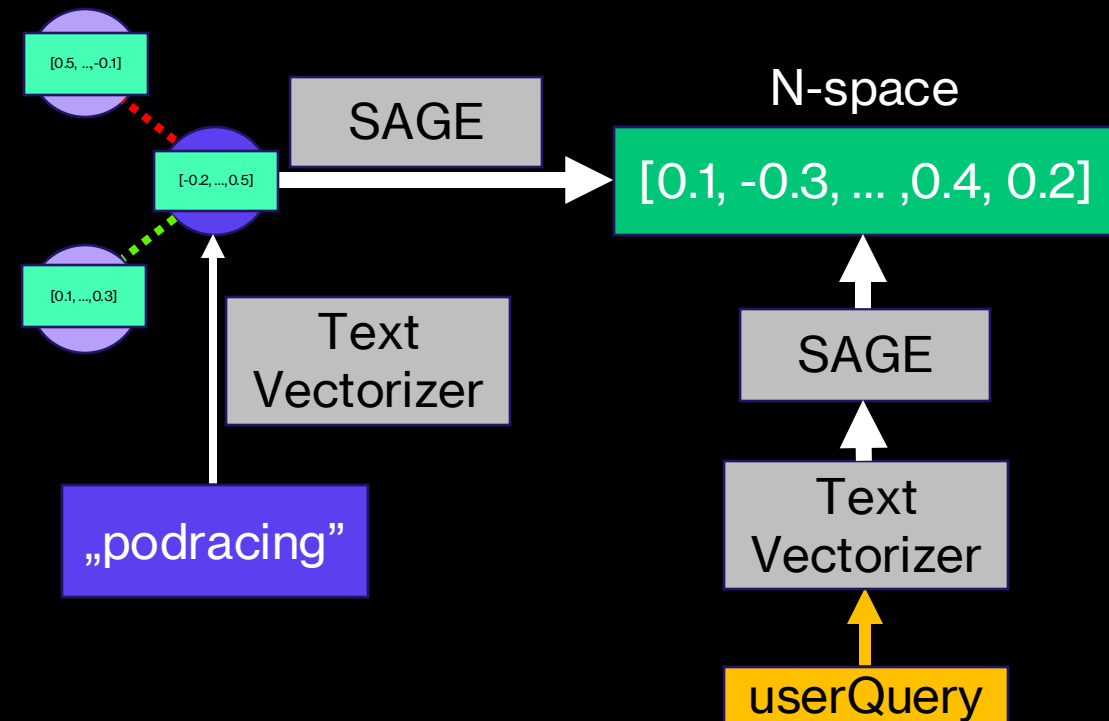 [0.5, ...,-0.1]
SAGE
N-space
[-0.2, ...,0.5]
[0.1, -0.3, ... ,0.4, 0.2]
[0.1, ...,0.3]
Text
Vectorizer
SAGE
„podracing”
Text
Vectorizer
userQuery